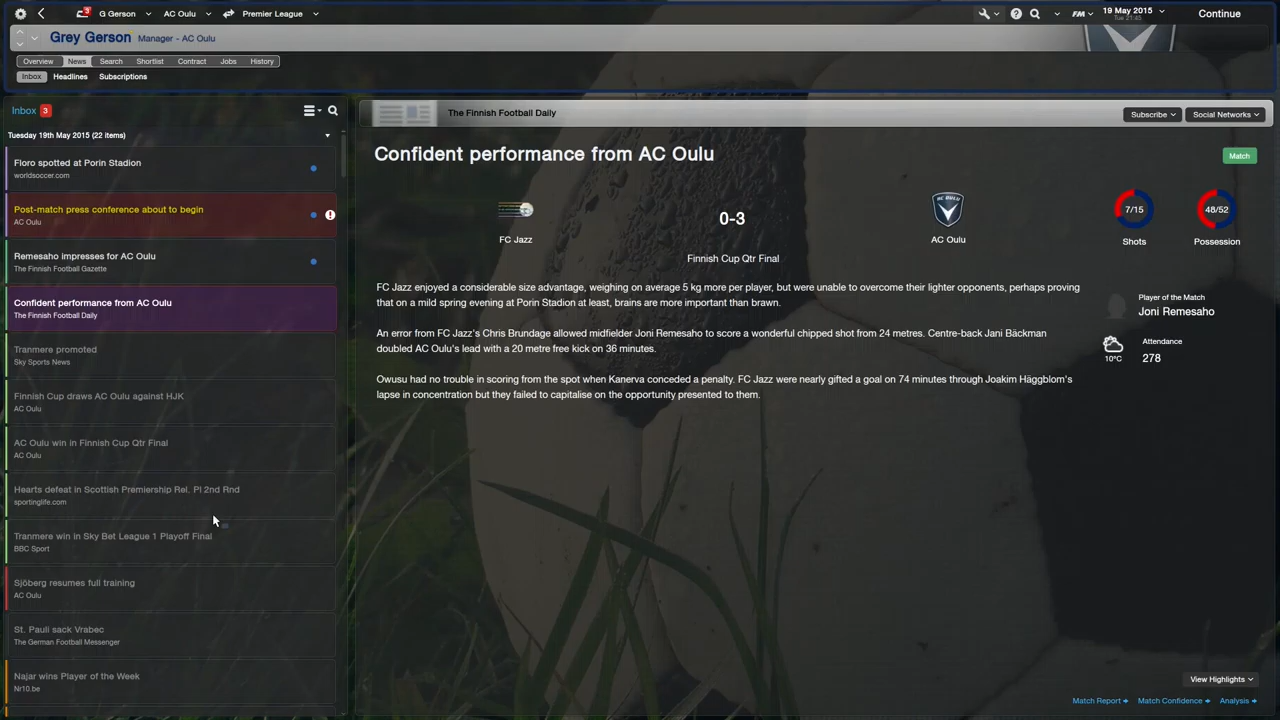 3
G Gerson
AC Oulu
Premier League
FM
19 May 2015
Tue 21:45
Continue
Grey Gerson Manager - AC Oulu
Overview News Search Shortlist Contract Jobs History
Inbox Headlines Subscriptions
Inbox 3
Tuesday 19th May 2015 (22 items)
Floro spotted at Porin Stadion
worldsoccer.com
Post-match press conference about to begin
AC Oulu
Remesaho impresses for AC Oulu
The Finnish Football Gazette
Confident performance from AC Oulu
The Finnish Football Daily
Tranmere promoted
Sky Sports News
Finnish Cup draws AC Oulu against HJK
AC Oulu
AC Oulu win in Finnish Cup Qtr Final
AC Oulu
Hearts defeat in Scottish Premiership Rel. Pl 2nd Rnd
sportinglife.com
Tranmere win in Sky Bet League 1 Playoff Final
BBC Sport
Sjöberg resumes full training
AC Oulu
St. Pauli sack Vrabec
The German Football Messenger
Najar wins Player of the Week
Nr10.be
The Finnish Football Daily
Subscribe
Social Networks
Confident performance from AC Oulu
Match
FC Jazz
0-3
AC OULU
AC Oulu
Finnish Cup Qtr Final
7/15
Shots
48/52
Possession
FC Jazz enjoyed a considerable size advantage, weighing on average 5 kg more per player, but were unable to overcome their lighter opponents, perhaps proving
that on a mild spring evening at Porin Stadion at least, brains are more important than brawn.
An error from FC Jazz's Chris Brundage allowed midfielder Joni Remesaho to score a wonderful chipped shot from 24 metres. Centre-back Jani Bäckman
doubled AC Oulu's lead with a 20 metre free kick on 36 minutes.
Owusu had no trouble in scoring from the spot when Kanerva conceded a penalty. FC Jazz were nearly gifted a goal on 74 minutes through Joakim Häggblom's
lapse in concentration but they failed to capitalise on the opportunity presented to them.
Player of the Match
Joni Remesaho
10°C
Attendance
278
View Highlights
Match Report Match Confidence Analysis